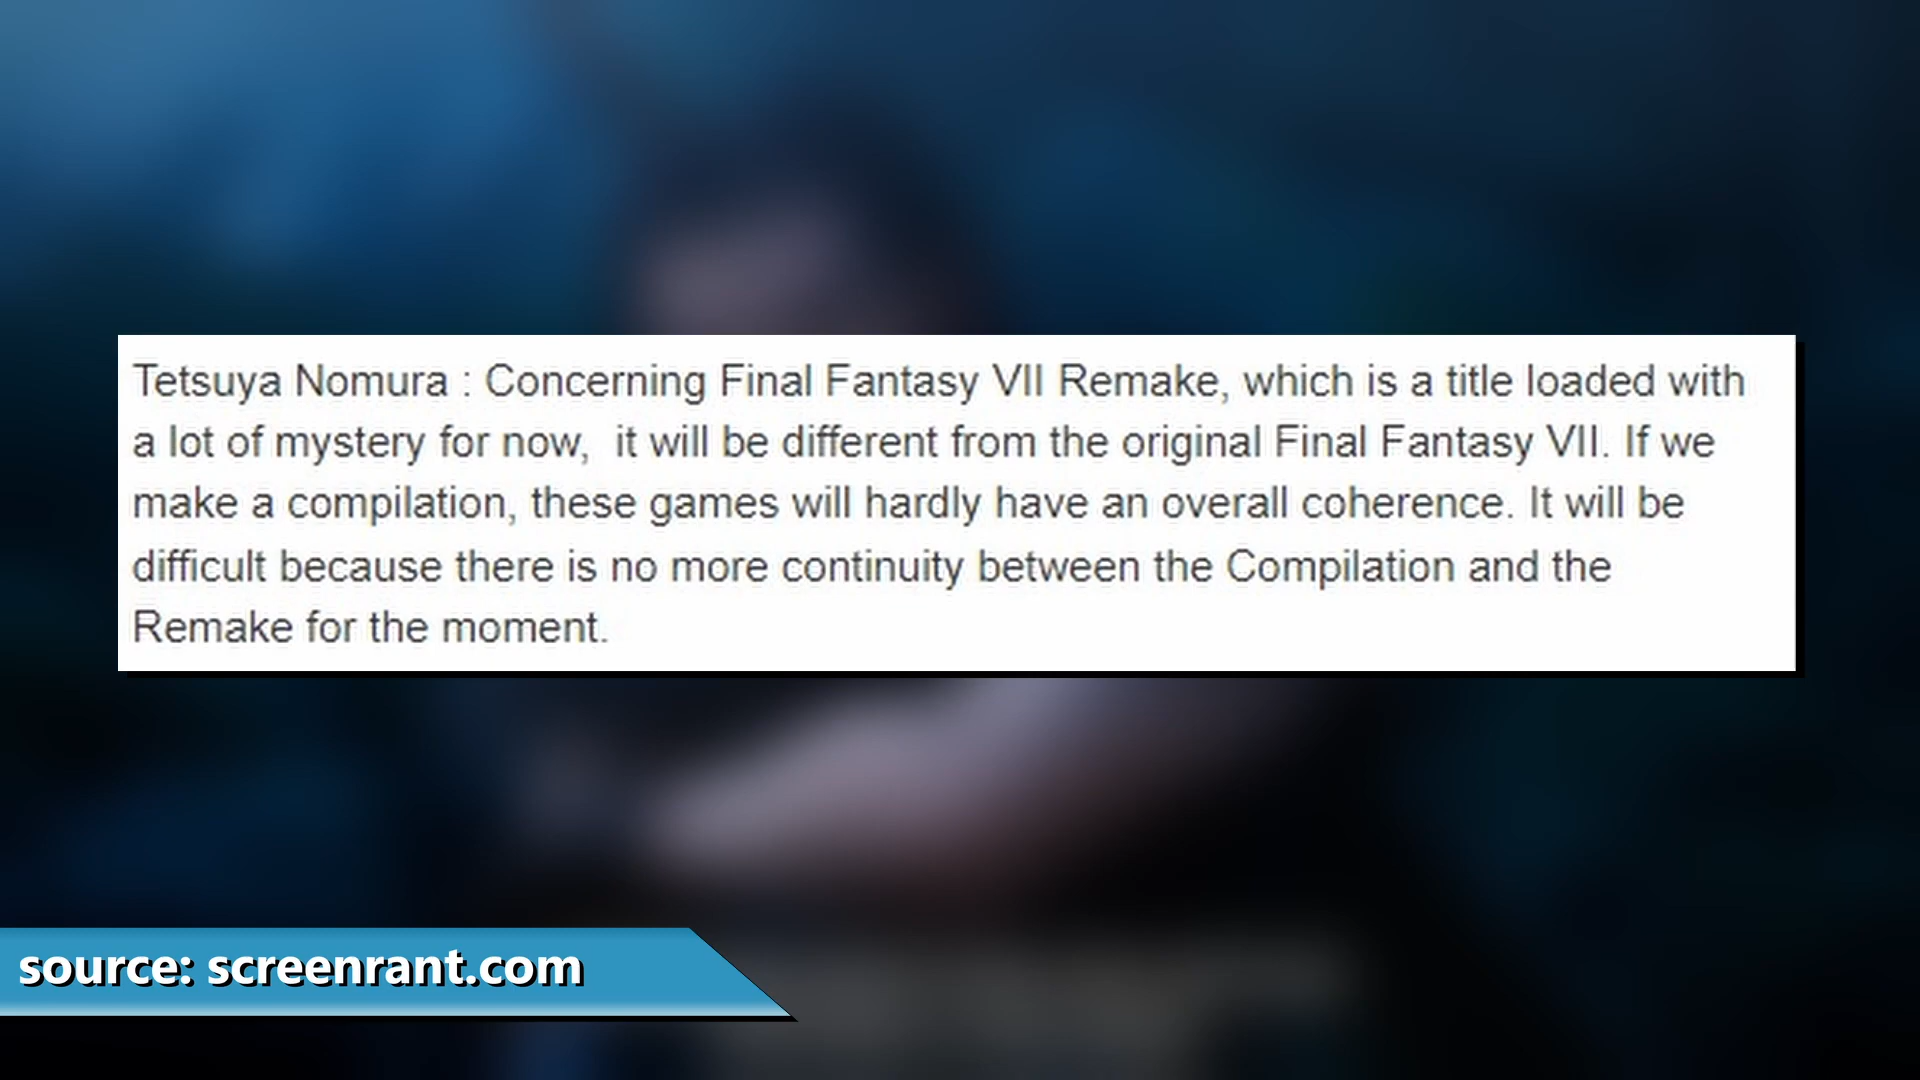 Tetsuya Nomura : Concerning Final Fantasy VII Remake, which is a title loaded with
a lot of mystery for now,  it will be different from the original Final Fantasy VII. If we
make a compilation, these games will hardly have an overall coherence. It will be
difficult because there is no more continuity between the Compilation and the
Remake for the moment.
source: screenrant.com